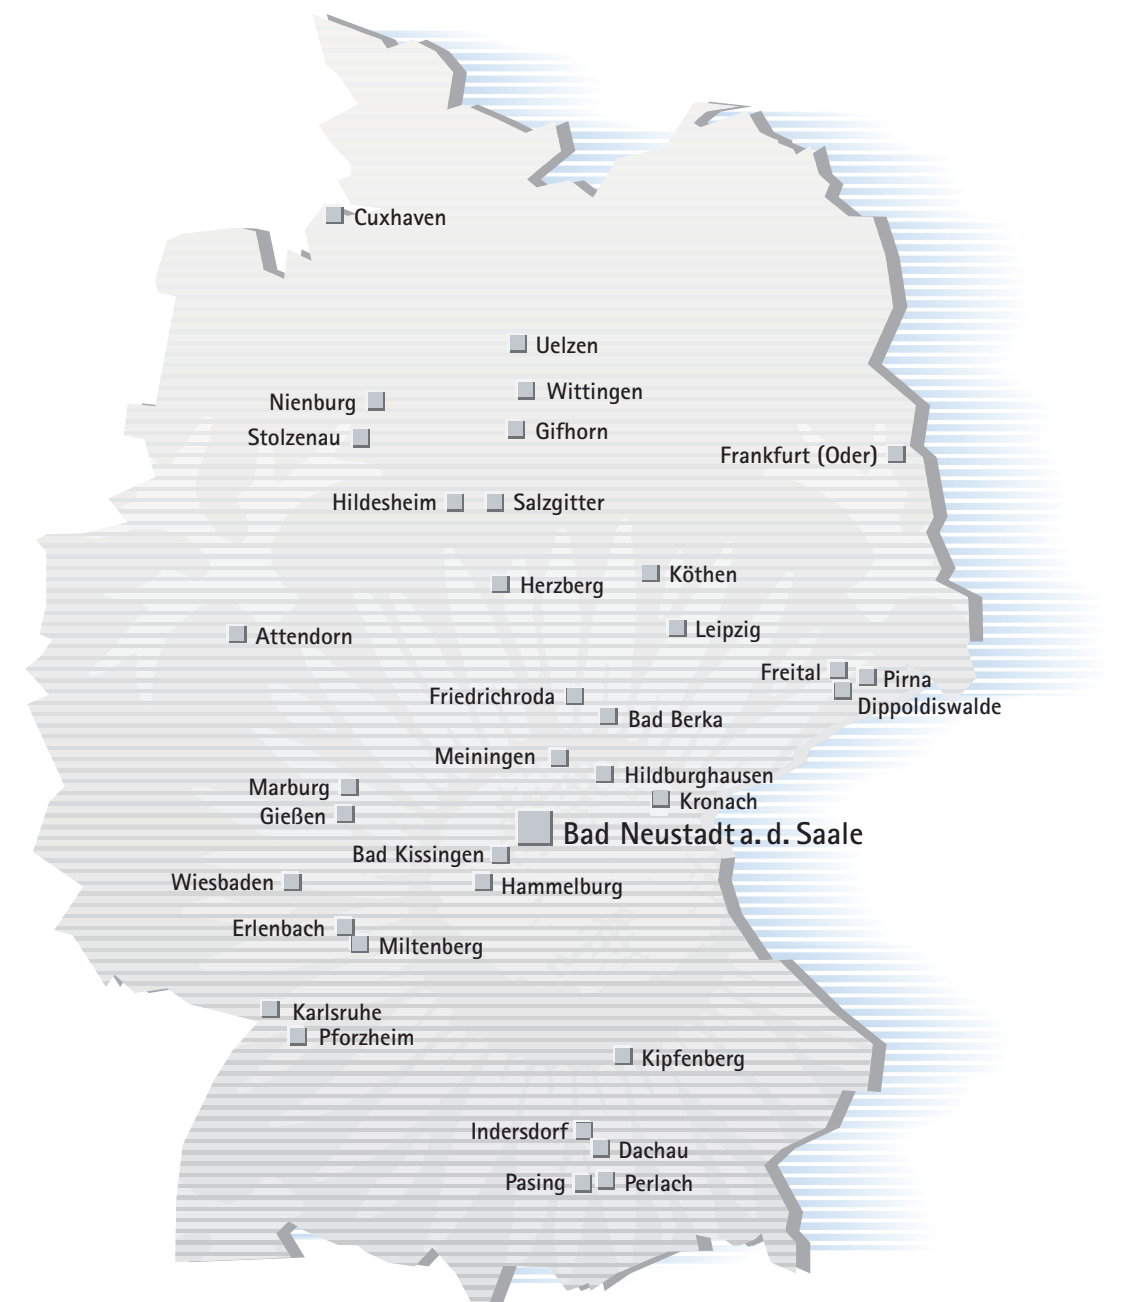 Cuxhaven
Uelzen
Wittingen
Nienburg
Gifhorn
Stolzenau
Frankfurt (Oder)
Hildesheim
Salzgitter
Köthen
Herzberg
Leipzig
Attendorn
Freital
Pirna
Friedrichroda
Dippoldiswalde
Bad Berka
Meiningen
Hildburghausen
Marburg
Kronach
Gießen
Bad Neustadt a. d. Saale
Bad Kissingen
Wiesbaden
Hammelburg
Erlenbach
Miltenberg
Karlsruhe
Pforzheim
Kipfenberg
Indersdorf
Dachau
Pasing
Perlach